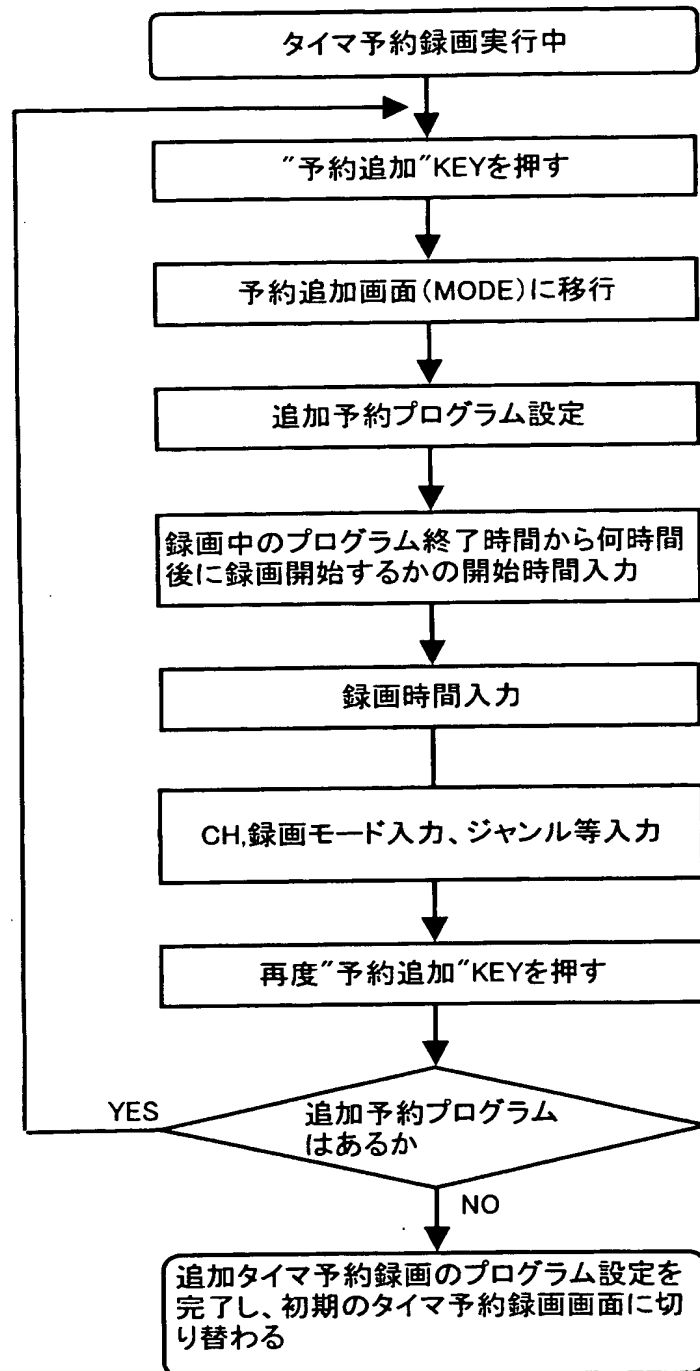 タイマ予約録画実行中
"予約追加"KEYを押す
予約追加画面(MODE)に移行
追加予約プログラム設定
録画中のプログラム終了時間から何時間
後に録画開始するかの開始時間入力
録画時間入力
CH,録画モード入力、ジャンル等入力
再度"予約追加"KEYを押す
YES
追加予約プログラム
はあるか
NO
追加タイマ予約録画のプログラム設定を
完了し、初期のタイマ予約録画画面に切
り替わる